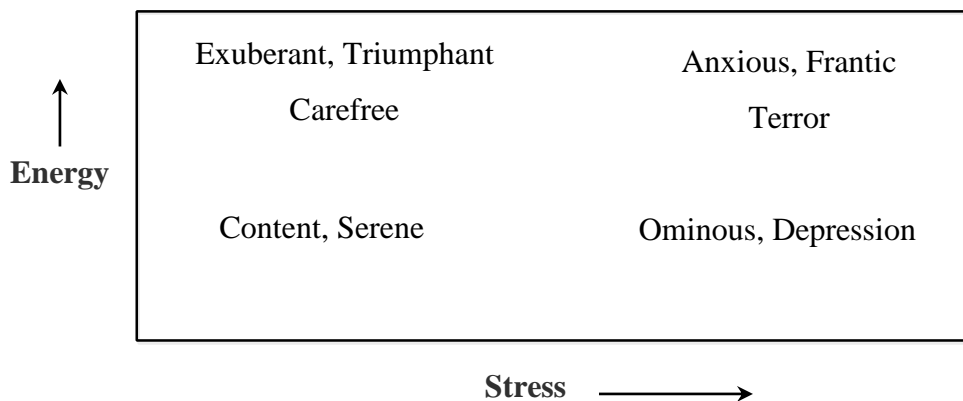 Exuberant, Triumphant
Carefree
Anxious, Frantic
Terror
Energy
Content, Serene
Ominous, Depression
Stress